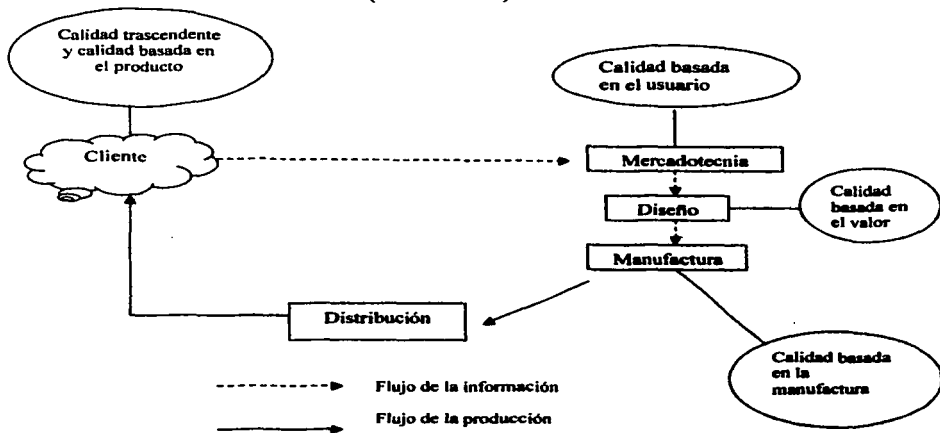 Calidad trascendente
y calidad basada en
el producto
Calidad basada
en el usuario
Cliente
Mercadotecnia
Diseño
Calidad
basada en
el valor
Manufactura
Distribución
Calidad basada
en la
manufactura
Flujo de la información
Flujo de la producción